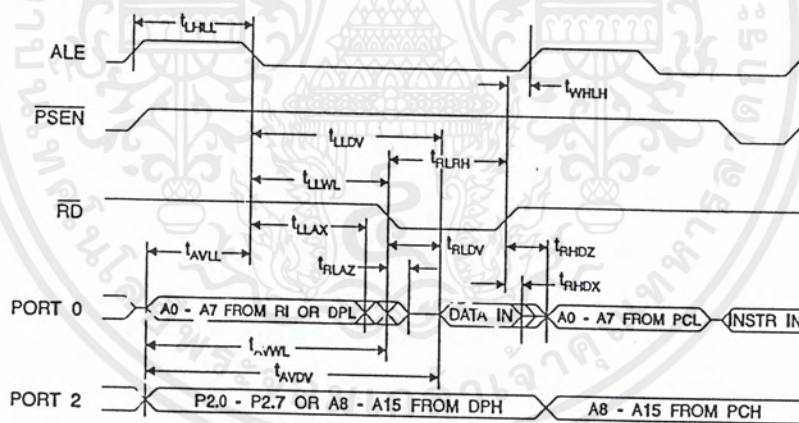 tLHLL
ALE
tWHLH
PSEN
tLLDV
tRLRH
tLLWL
RD
tLLAX
tRLDV
tRHDZ
tAVLL
tRLAZ
tRHDX
PORT 0
A0 - A7 FROM RI OR DPL
DATA IN
A0 - A7 FROM PCL
INSTR IN
tAVWL
tAVDV
PORT 2
P2.0 - P2.7 OR A8 - A15 FROM DPH
A8 - A15 FROM PCH